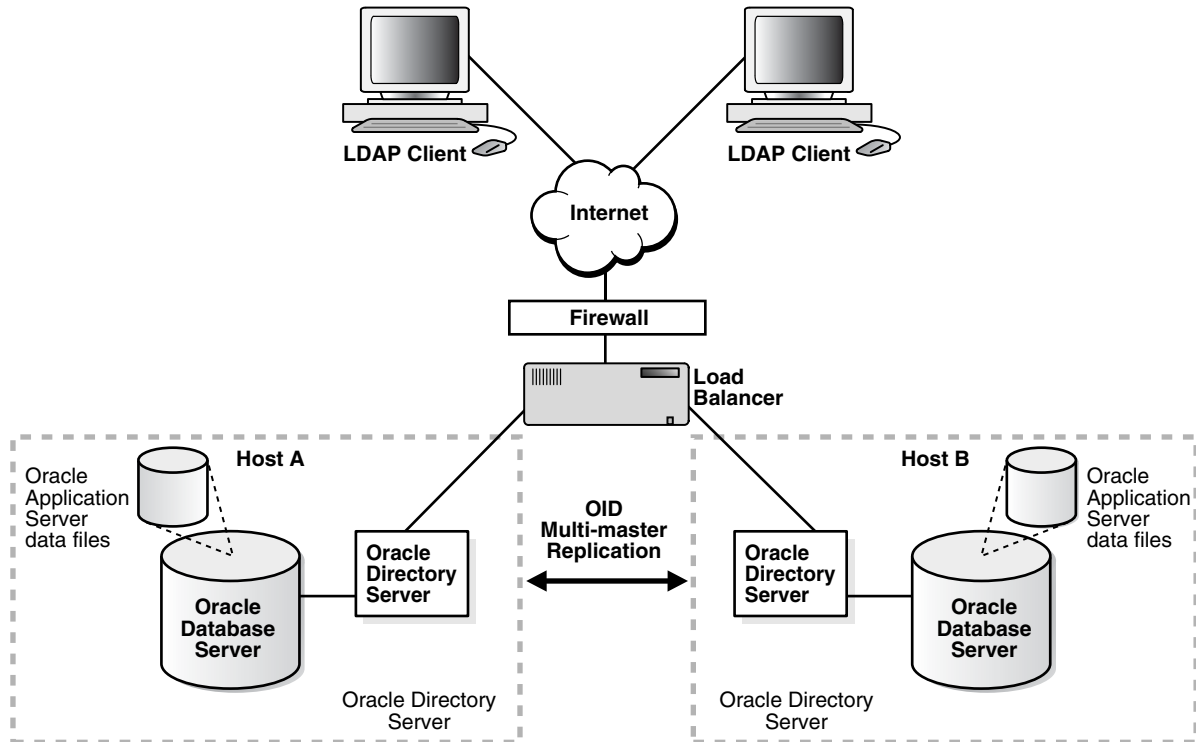 LDAP Client
LDAP Client
Internet
Firewall
Load
Balancer
Host A
Oracle
Application
Server
data files
Oracle
Database
Server
Oracle
Directory
Server
Oracle Directory
Server
OID
Multi-master
Replication
Host B
Oracle
Application
Server
data files
Oracle
Directory
Server
Oracle
Database
Server
Oracle Directory
Server